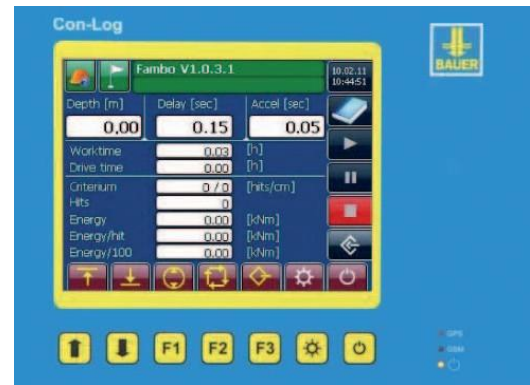 Con-Log
BAUER
Fambo V1.0.3.1
10.02.11
10:44:51
Depth [m] Delay [sec] Accel [sec]
0,00 0.15 0.05
Worktime 0.03 [h]
Drive time 0.00 [h]
Criterium 0 / 0 [hits/cm]
Hits 0
Energy 0.00 [kNm]
Energy/hit 0,00 [kNm]
Energy/100 0,00 [kNm]
F1 F2 F3
GPS
GSM